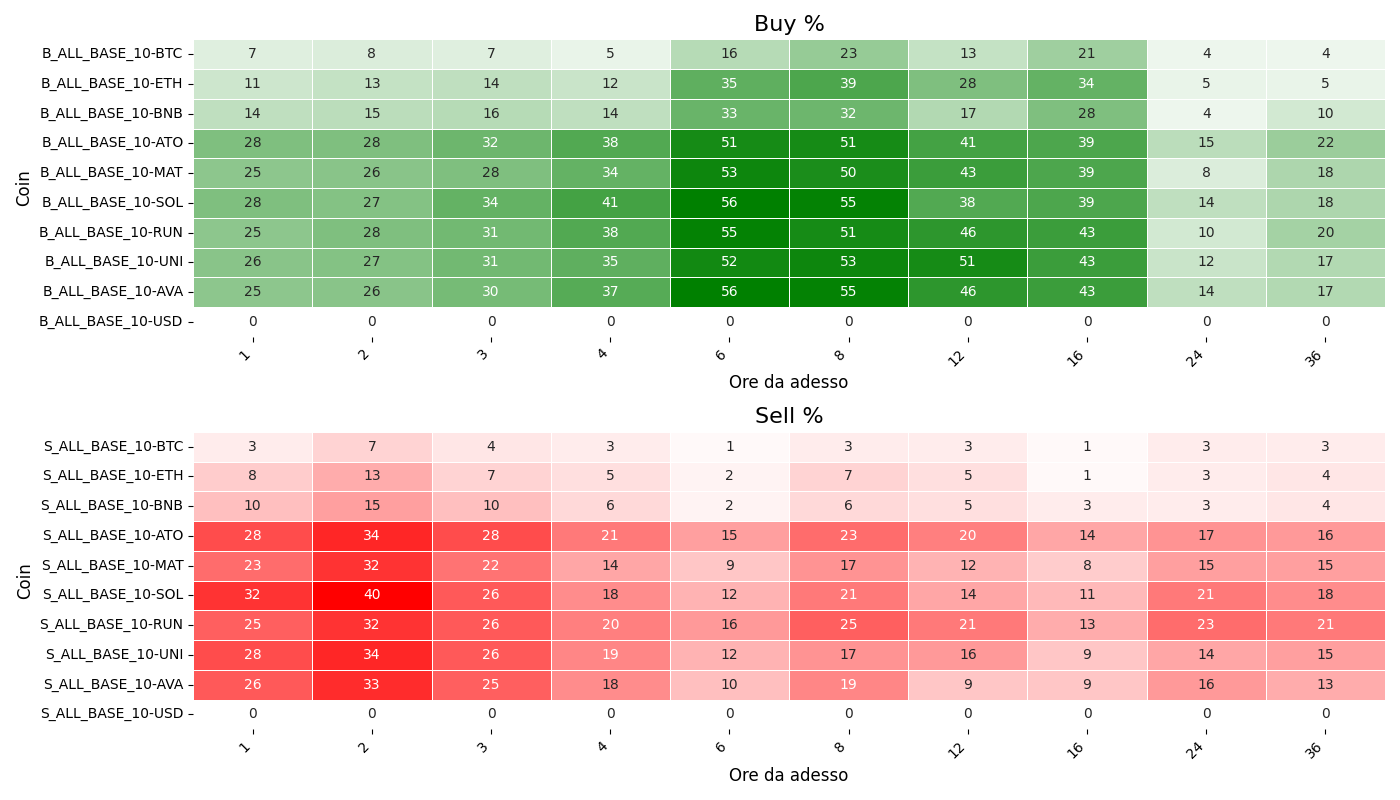 Buy %
Coin
B_ALL_BASE_10-BTC 7 8 7 5 16 23 13 21 4 4
B_ALL_BASE_10-ETH 11 13 14 12 35 39 28 34 5 5
B_ALL_BASE_10-BNB 14 15 16 14 33 32 17 28 4 10
B_ALL_BASE_10-ATO 28 28 32 38 51 51 41 39 15 22
B_ALL_BASE_10-MAT 25 26 28 34 53 50 43 39 8 18
B_ALL_BASE_10-SOL 28 27 34 41 56 55 38 39 14 18
B_ALL_BASE_10-RUN 25 28 31 38 55 51 46 43 10 20
B_ALL_BASE_10-UNI 26 27 31 35 52 53 51 43 12 17
B_ALL_BASE_10-AVA 25 26 30 37 56 55 46 43 14 17
B_ALL_BASE_10-USD 0 0 0 0 0 0 0 0 0 0
1 2 3 4 6 8 12 16 24 36
Ore da adesso
Sell %
Coin
S_ALL_BASE_10-BTC 3 7 4 3 1 3 3 1 3 3
S_ALL_BASE_10-ETH 8 13 7 5 2 7 5 1 3 4
S_ALL_BASE_10-BNB 10 15 10 6 2 6 5 3 3 4
S_ALL_BASE_10-ATO 28 34 28 21 15 23 20 14 17 16
S_ALL_BASE_10-MAT 23 32 22 14 9 17 12 8 15 15
S_ALL_BASE_10-SOL 32 40 26 18 12 21 14 11 21 18
S_ALL_BASE_10-RUN 25 32 26 20 16 25 21 13 23 21
S_ALL_BASE_10-UNI 28 34 26 19 12 17 16 9 14 15
S_ALL_BASE_10-AVA 26 33 25 18 10 19 9 9 16 13
S_ALL_BASE_10-USD 0 0 0 0 0 0 0 0 0 0
1 2 3 4 6 8 12 16 24 36
Ore da adesso